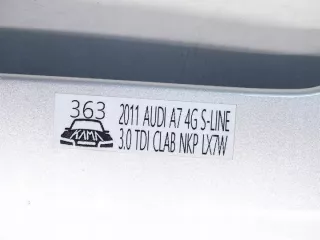 363
KAMA
2011 AUDI A7 4G S-LINE
3.0 TDI CLAB NKP LX7W